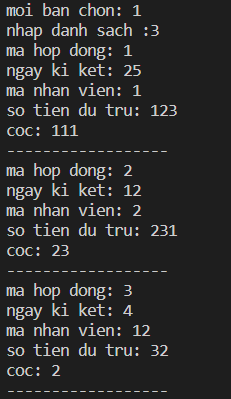 moi ban chon: 1
nhap danh sach :3
ma hop dong: 1
ngay ki ket: 25
ma nhan vien: 1
so tien du tru: 123
coc: 111
------------------
ma hop dong: 2
ngay ki ket: 12
ma nhan vien: 2
so tien du tru: 231
coc: 23
------------------
ma hop dong: 3
ngay ki ket: 4
ma nhan vien: 12
so tien du tru: 32
coc: 2
------------------